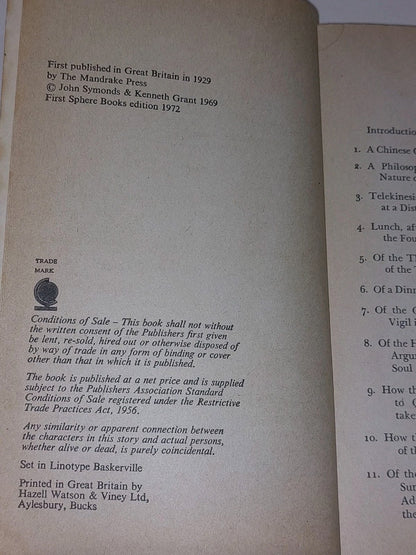 First published in Great Britain in 1929
by The Mandrake Press
© John Symonds & Kenneth Grant 1969
First Sphere Books edition 1972
TRADE
MARK
Conditions of Sale – This book shall not without
the written consent of the Publishers first given
be lent, re-sold, hired out or otherwise disposed of
by way of trade in any form of binding or cover
other than that in which it is published.
The book is published at a net price and is supplied
subject to the Publishers Association Standard
Conditions of Sale registered under the Restrictive
Trade Practices Act, 1956.
Any similarity or apparent connection between
the characters in this story and actual persons,
whether alive or dead, is purely coincidental.
Set in Linotype Baskerville
Printed in Great Britain by
Hazell Watson & Viney Ltd,
Aylesbury, Bucks
Introductio
1. A Chinese
2. A Philosop
Nature
3. Telekinesi
at a Dis
4. Lunch, aft
the Fou
5. Of the T
of the
6. Of a Din
7. Of the
Vigil i
8. Of the H
Argu
Soul
9. How th
to
take
10. How th
of th
11. Of the
Sur
Ad
the